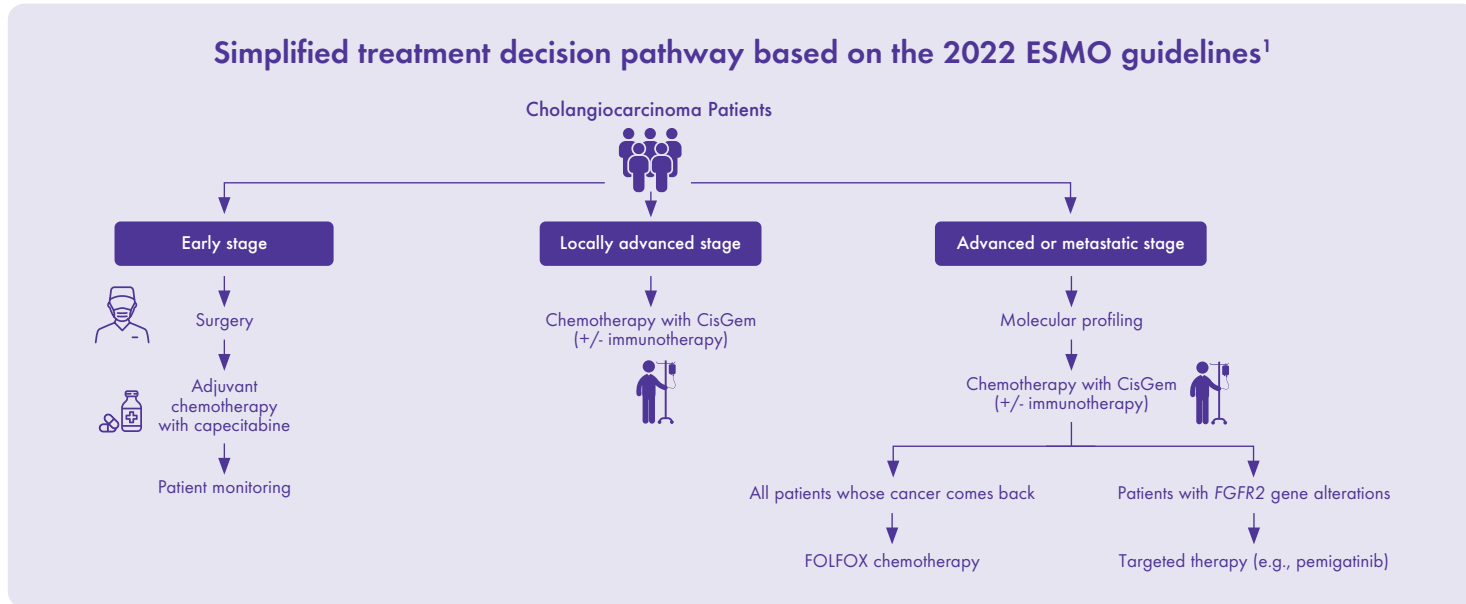 Simplified treatment decision pathway based on the 2022 ESMO guidelines¹
Cholangiocarcinoma Patients
Early stage
Surgery
Adjuvant
chemotherapy
with capecitabine
Patient monitoring
Locally advanced stage
Chemotherapy with CisGem
(+/- immunotherapy)
Advanced or metastatic stage
Molecular profiling
Chemotherapy with CisGem
(+/- immunotherapy)
All patients whose cancer comes back
FOLFOX chemotherapy
Patients with FGFR2 gene alterations
Targeted therapy (e.g., pemigatinib)